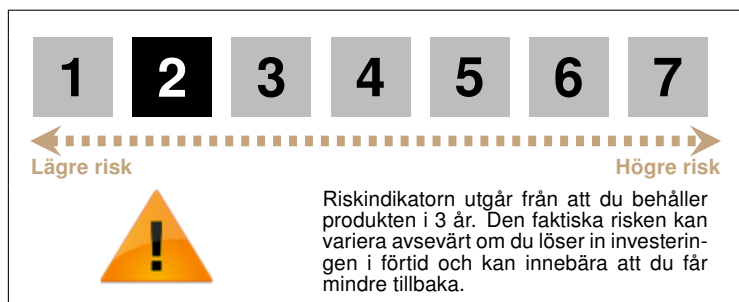 1 2 3 4 5 6 7
Lägre risk Högre risk
Riskindikatorn utgår från att du behåller
produkten i 3 år. Den faktiska risken kan
variera avsevärt om du löser in investerin-
gen i förtid och kan innebära att du får
mindre tillbaka.